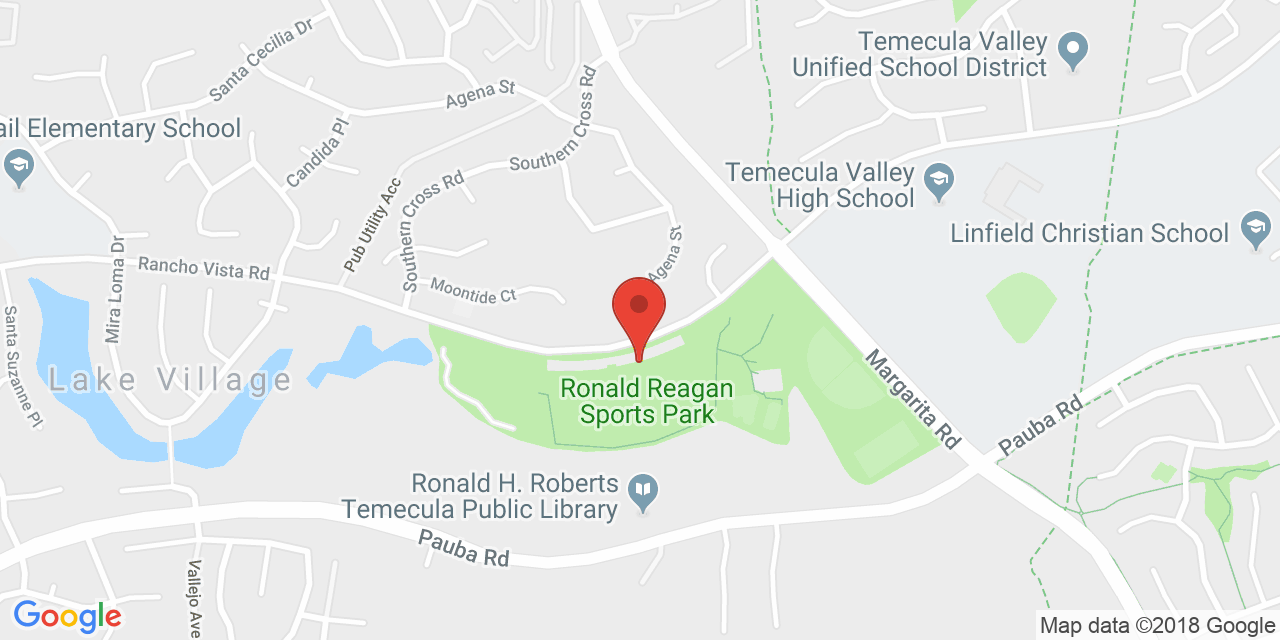 Temecula Valley
Unified School District
Santa Cecilia Dr
Agena St
Southern Cross Rd
ail Elementary School
Candida Pl
Southern Cross Rd
Temecula Valley
High School
Pub Utility Acc
Southern Cross Rd
Linfield Christian School
Agena St
Rancho Vista Rd
Mira Loma Dr
Moontide Ct
Santa Suzanne Pl
Lake Village
Ronald Reagan
Sports Park
Margarita Rd
Pauba Rd
Ronald H. Roberts
Temecula Public Library
Pauba Rd
Vallejo Ave
Google
Map data ©2018 Google